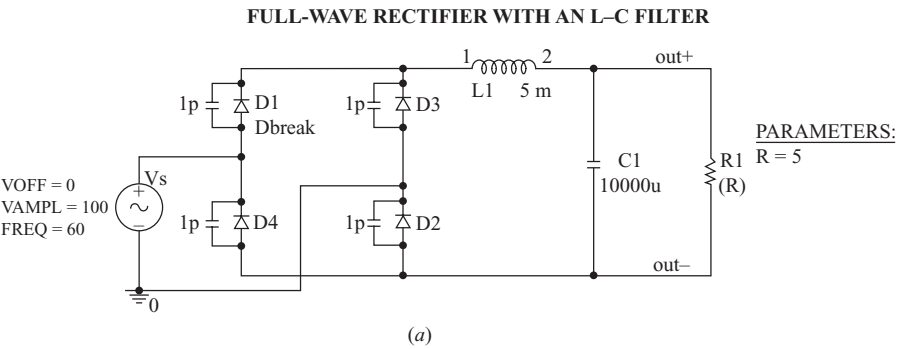 FULL-WAVE RECTIFIER WITH AN L–C FILTER
1 2 out+
L1 5 m
1p D1 1p D3
Dbreak
PARAMETERS:
C1 R1 R = 5
10000u (R)
Vs
VOFF = 0
VAMPL = 100
FREQ = 60
+
–
1p D4 1p D2
out–
0
(a)